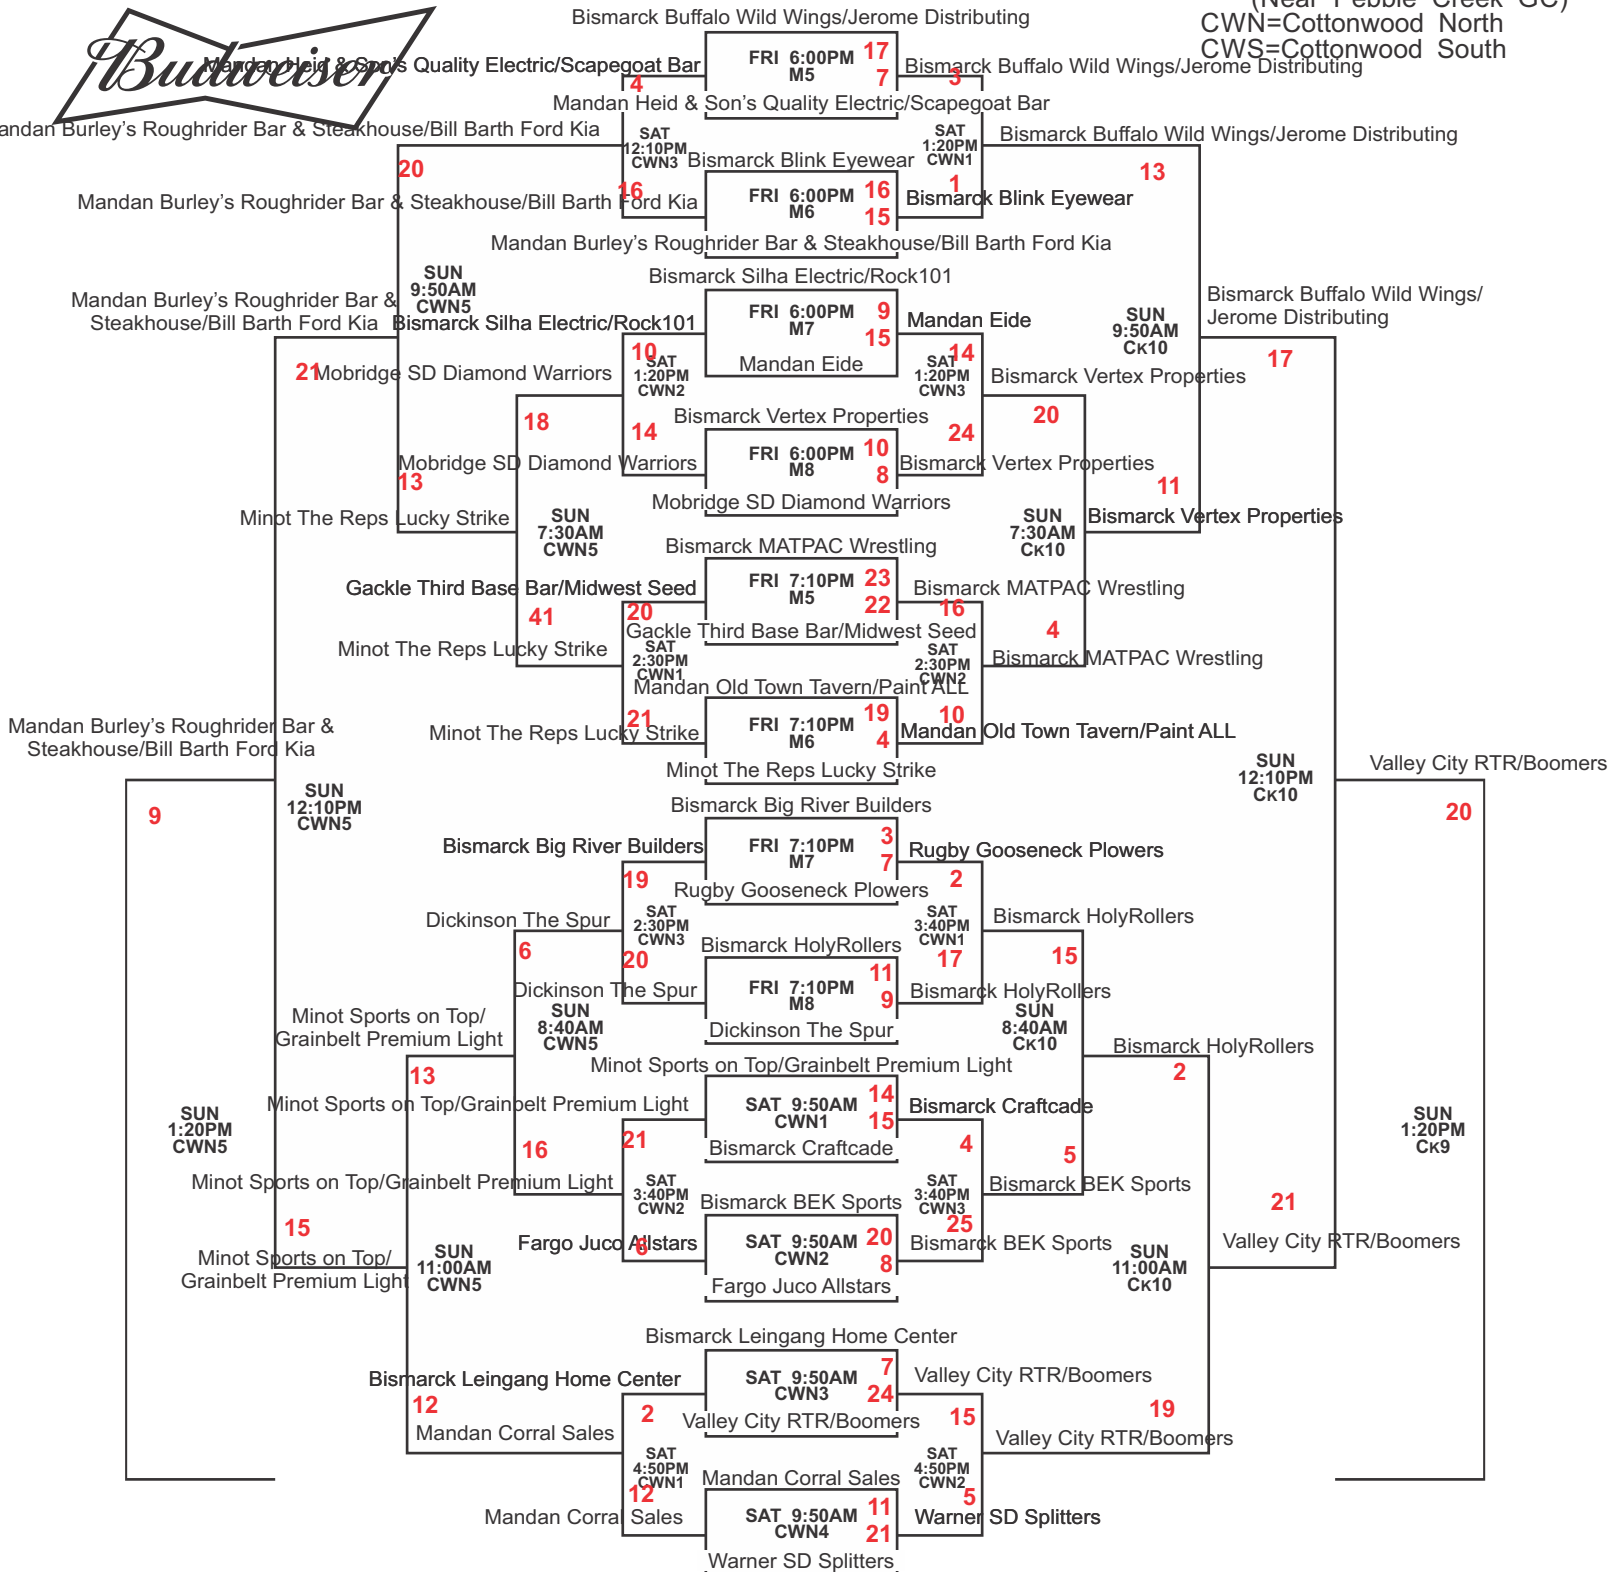 Bismarck Buffalo Wild Wings/Jerome Distributing
(Near Pebble Creek GC)
CWN=Cottonwood North
CWS=Cottonwood South
Budweiser
Mandan Heid & Son's Quality Electric/Scapegoat Bar
FRI 6:00PM
M5
17
7
Bismarck Buffalo Wild Wings/Jerome Distributing
4
3
Mandan Heid & Son's Quality Electric/Scapegoat Bar
Mandan Burley's Roughrider Bar & Steakhouse/Bill Barth Ford Kia
SAT
12:10PM
CWN3
SAT
1:20PM
CWN1
Bismarck Buffalo Wild Wings/Jerome Distributing
20
Bismarck Blink Eyewear
13
16
1
Mandan Burley's Roughrider Bar & Steakhouse/Bill Barth Ford Kia
FRI 6:00PM
M6
16
15
Bismarck Blink Eyewear
Mandan Burley's Roughrider Bar & Steakhouse/Bill Barth Ford Kia
SUN
9:50AM
CWN5
Bismarck Silha Electric/Rock101
Mandan Burley's Roughrider Bar &
Steakhouse/Bill Barth Ford Kia
Bismarck Silha Electric/Rock101
FRI 6:00PM
M7
9
15
Mandan Eide
SUN
9:50AM
CK10
Bismarck Buffalo Wild Wings/
Jerome Distributing
Mandan Eide
21
Mobridge SD Diamond Warriors
10
SAT
1:20PM
CWN2
14
SAT
1:20PM
CWN3
Bismarck Vertex Properties
17
18
14
Bismarck Vertex Properties
24
20
Mobridge SD Diamond Warriors
FRI 6:00PM
M8
10
8
Bismarck Vertex Properties
13
11
Mobridge SD Diamond Warriors
Minot The Reps Lucky Strike
SUN
7:30AM
CWN5
SUN
7:30AM
CK10
Bismarck Vertex Properties
Bismarck MATPAC Wrestling
Gackle Third Base Bar/Midwest Seed
FRI 7:10PM
M5
23
22
Bismarck MATPAC Wrestling
41
20
Gackle Third Base Bar/Midwest Seed
16
4
Minot The Reps Lucky Strike
SAT
2:30PM
CWN1
SAT
2:30PM
CWN2
Bismarck MATPAC Wrestling
Mandan Old Town Tavern/Paint ALL
21
10
Minot The Reps Lucky Strike
FRI 7:10PM
M6
19
4
Mandan Old Town Tavern/Paint ALL
Mandan Burley's Roughrider Bar &
Steakhouse/Bill Barth Ford Kia
Minot The Reps Lucky Strike
SUN
12:10PM
CWN5
SUN
12:10PM
CK10
Valley City RTR/Boomers
9
20
Bismarck Big River Builders
Bismarck Big River Builders
FRI 7:10PM
M7
3
7
Rugby Gooseneck Plowers
19
Rugby Gooseneck Plowers
2
Dickinson The Spur
SAT
2:30PM
CWN3
SAT
3:40PM
CWN1
Bismarck HolyRollers
6
20
Bismarck HolyRollers
17
15
Dickinson The Spur
FRI 7:10PM
M8
11
9
Bismarck HolyRollers
Dickinson The Spur
Minot Sports on Top/
Grainbelt Premium Light
SUN
8:40AM
CWN5
SUN
8:40AM
CK10
Bismarck HolyRollers
Minot Sports on Top/Grainbelt Premium Light
13
2
Minot Sports on Top/Grainbelt Premium Light
SAT 9:50AM
CWN1
14
15
Bismarck Craftcade
SUN
1:20PM
CWN5
SUN
1:20PM
CK9
16
21
Bismarck Craftcade
4
5
Minot Sports on Top/Grainbelt Premium Light
SAT
3:40PM
CWN2
SAT
3:40PM
CWN3
Bismarck BEK Sports
Bismarck BEK Sports
15
8
25
21
Fargo Juco Allstars
SAT 9:50AM
CWN2
20
8
Bismarck BEK Sports
Minot Sports on Top/
Grainbelt Premium Light
SUN
11:00AM
CWN5
Fargo Juco Allstars
SUN
11:00AM
CK10
Valley City RTR/Boomers
Bismarck Leingang Home Center
Bismarck Leingang Home Center
SAT 9:50AM
CWN3
7
24
Valley City RTR/Boomers
12
2
Valley City RTR/Boomers
15
19
Mandan Corral Sales
SAT
4:50PM
CWN1
SAT
4:50PM
CWN2
Valley City RTR/Boomers
Mandan Corral Sales
12
5
Mandan Corral Sales
SAT 9:50AM
CWN4
11
21
Warner SD Splitters
Warner SD Splitters